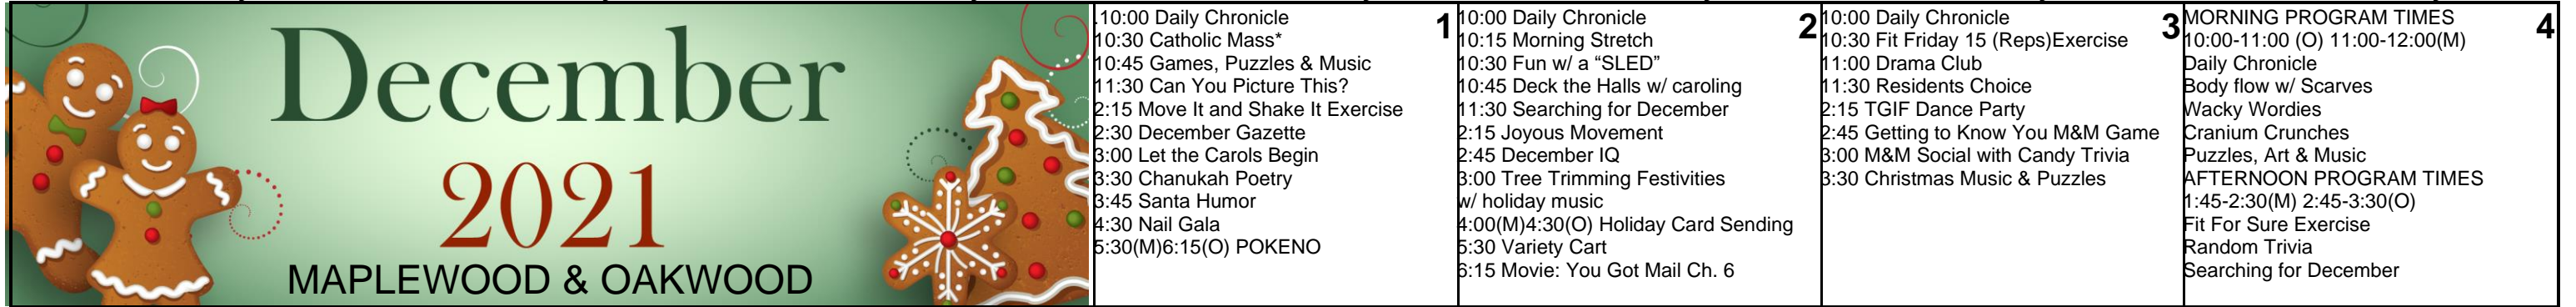 December
2021
MAPLEWOOD & OAKWOOD
1
.10:00 Daily Chronicle
10:30 Catholic Mass*
10:45 Games, Puzzles & Music
11:30 Can You Picture This?
2:15 Move It and Shake It Exercise
2:30 December Gazette
3:00 Let the Carols Begin
3:30 Chanukah Poetry
3:45 Santa Humor
4:30 Nail Gala
5:30(M)6:15(O) POKENO
2
10:00 Daily Chronicle
10:15 Morning Stretch
10:30 Fun w/ a “SLED”
10:45 Deck the Halls w/ caroling
11:30 Searching for December
2:15 Joyous Movement
2:45 December IQ
3:00 Tree Trimming Festivities
w/ holiday music
4:00(M)4:30(O) Holiday Card Sending
5:30 Variety Cart
6:15 Movie: You Got Mail Ch. 6
3
10:00 Daily Chronicle
10:30 Fit Friday 15 (Reps)Exercise
11:00 Drama Club
11:30 Residents Choice
2:15 TGIF Dance Party
2:45 Getting to Know You M&M Game
3:00 M&M Social with Candy Trivia
3:30 Christmas Music & Puzzles
4
MORNING PROGRAM TIMES
10:00-11:00 (O) 11:00-12:00(M)
Daily Chronicle
Body flow w/ Scarves
Wacky Wordies
Cranium Crunches
Puzzles, Art & Music
AFTERNOON PROGRAM TIMES
1:45-2:30(M) 2:45-3:30(O)
Fit For Sure Exercise
Random Trivia
Searching for December